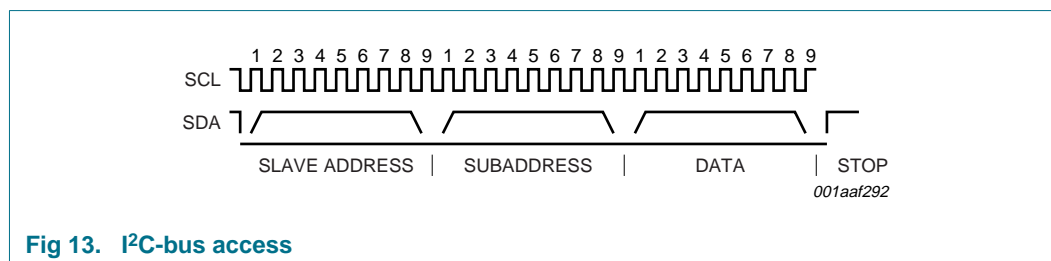 1 2 3 4 5 6 7 8 9 1 2 3 4 5 6 7 8 9 1 2 3 4 5 6 7 8 9
SCL
SDA
SLAVE ADDRESS SUBADDRESS DATA STOP
001aaf292
Fig 13. I²C-bus access